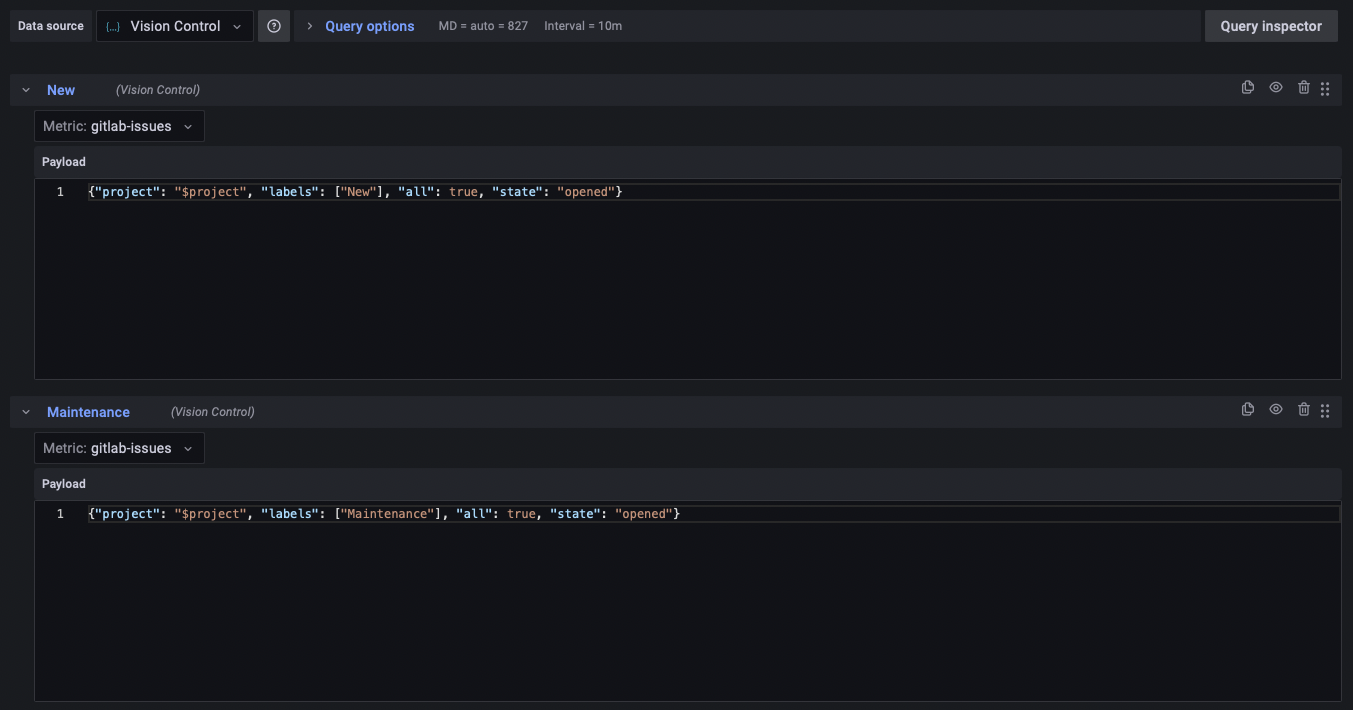 Data source {...} Vision Control Query options MD = auto = 827 Interval = 10m Query inspector
New (Vision Control)
Metric: gitlab-issues
Payload
1 {"project": "$project", "labels": ["New"], "all": true, "state": "opened"}
Maintenance (Vision Control)
Metric: gitlab-issues
Payload
1 {"project": "$project", "labels": ["Maintenance"], "all": true, "state": "opened"}